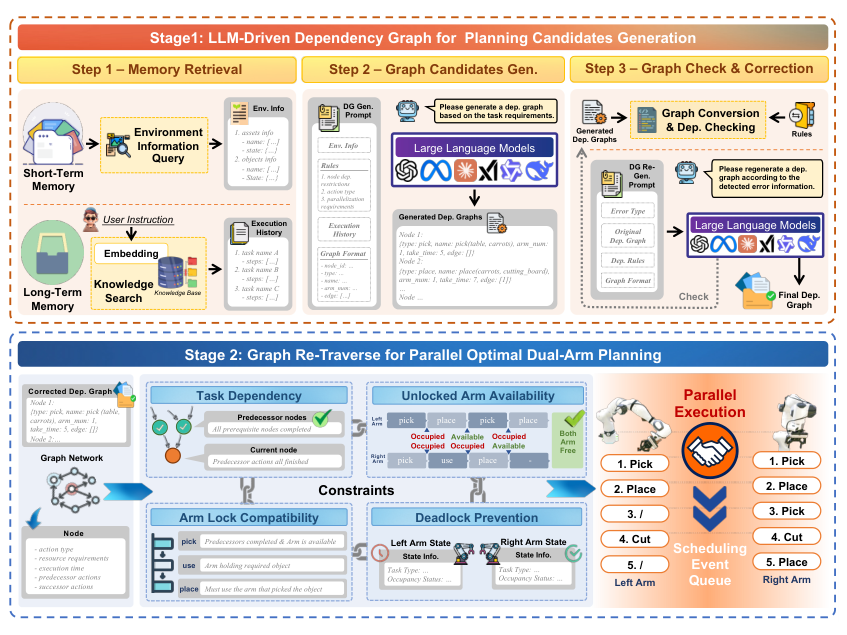 Stage1: LLM-Driven Dependency Graph for Planning Candidates Generation
Step 1 – Memory Retrieval
Short-Term
Memory
Environment
Information
Query
Env. Info
1. assets info
- name: [...]
- state: [...]
2. objects info
- name: [...]
- State: [...]
User Instruction
Long-Term
Memory
Embedding
Knowledge
Search
Knowledge Base
Execution
History
1. task name A
- steps: [...]
2. task name B
- steps: [...]
3. task name C
- steps: [...]
Step 2 – Graph Candidates Gen.
DG Gen.
Prompt
Env. Info
Rules
1. node dep.
restrictions
2. action type
3. parallelization
requirements
Execution
History
Graph Format
- node_id: ...
- type: ...
- name: ...
- arm_num: ...
- edge: [...]
Please generate a dep. graph
based on the task requirements.
Large Language Models
Generated Dep. Graphs
Node 1:
{type: pick, name: pick(table, carrots), arm_num:
1, take_time: 5, edge: []}
Node 2:
{type: place, name: place(carrots, cutting_board),
arm_num: 1, take_time: 7, edge: [1]}
...
Node ...
Step 3 – Graph Check & Correction
Generated
Dep. Graphs
Graph Conversion
& Dep. Checking
Rules
DG Re-
Gen.
Prompt
Error Type
Original
Dep. Graph
Dep. Rules
Graph Format
Please regenerate a dep.
graph according to the
detected error information.
Large Language Models
Check
Final Dep.
Graph
Stage 2: Graph Re-Traverse for Parallel Optimal Dual-Arm Planning
Corrected Dep. Graph
Node 1:
{type: pick, name: pick (table,
carrots), arm_num: 1,
take_time: 5, edge: []}
Node 2:...
Graph Network
Node
- action type
- resource requirements
- execution time
- predecessor actions
- successor actions
Task Dependency
Predecessor nodes
All prerequisite nodes completed
Current node
Predecessor actions all finished
Unlocked Arm Availability
Left
Arm
pick place pick place
Occupied Available Occupied
Occupied Occupied Available
Right
Arm
pick use place -
Both
Arm
Free
Constraints
Arm Lock Compatibility
pick Predecessors completed & Arm is available
use Arm holding required object
place Must use the arm that picked the object
Deadlock Prevention
Left Arm State
State Info.
Task Type: ...
Occupancy Status: ...
Right Arm State
State Info.
Task Type: ...
Occupancy Status: ...
Parallel
Execution
1. Pick
2. Place
3. /
4. Cut
5. /
Left Arm
Scheduling
Event
Queue
1. Pick
2. Place
3. Pick
4. Cut
5. Place
Right Arm